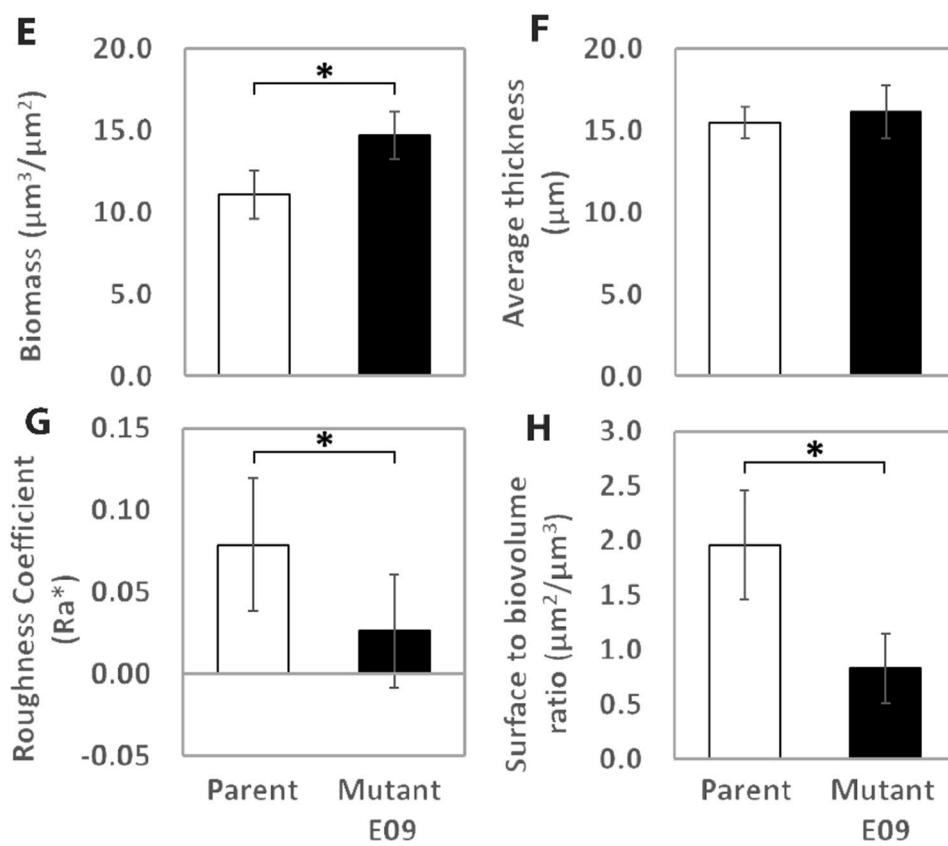 E
Biomass (µm³/µm²)
20.0
15.0
10.0
5.0
0.0
*
F
Average thickness
(µm)
20.0
15.0
10.0
5.0
0.0
G
Roughness Coefficient
(Ra*)
0.15
0.10
0.05
0.00
-0.05
*
Parent
Mutant
E09
H
Surface to biovolume
ratio (µm²/µm³)
3.0
2.5
2.0
1.5
1.0
0.5
0.0
*
Parent
Mutant
E09